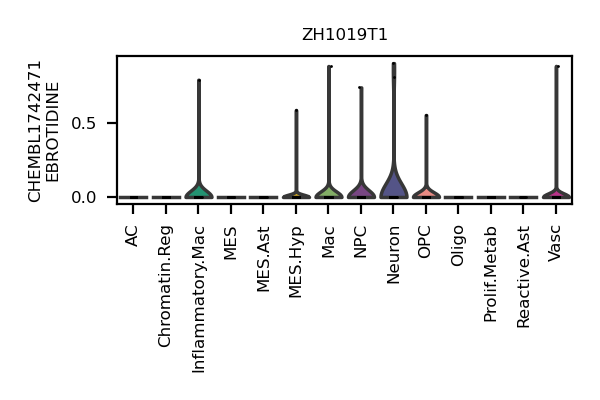 ZH1019T1
CHEMBL1742471
EBROTIDINE
0.5
0.0
AC
Chromatin.Reg
Inflammatory.Mac
MES
MES.Ast
MES.Hyp
Mac
NPC
Neuron
OPC
Oligo
Prolif.Metab
Reactive.Ast
Vasc